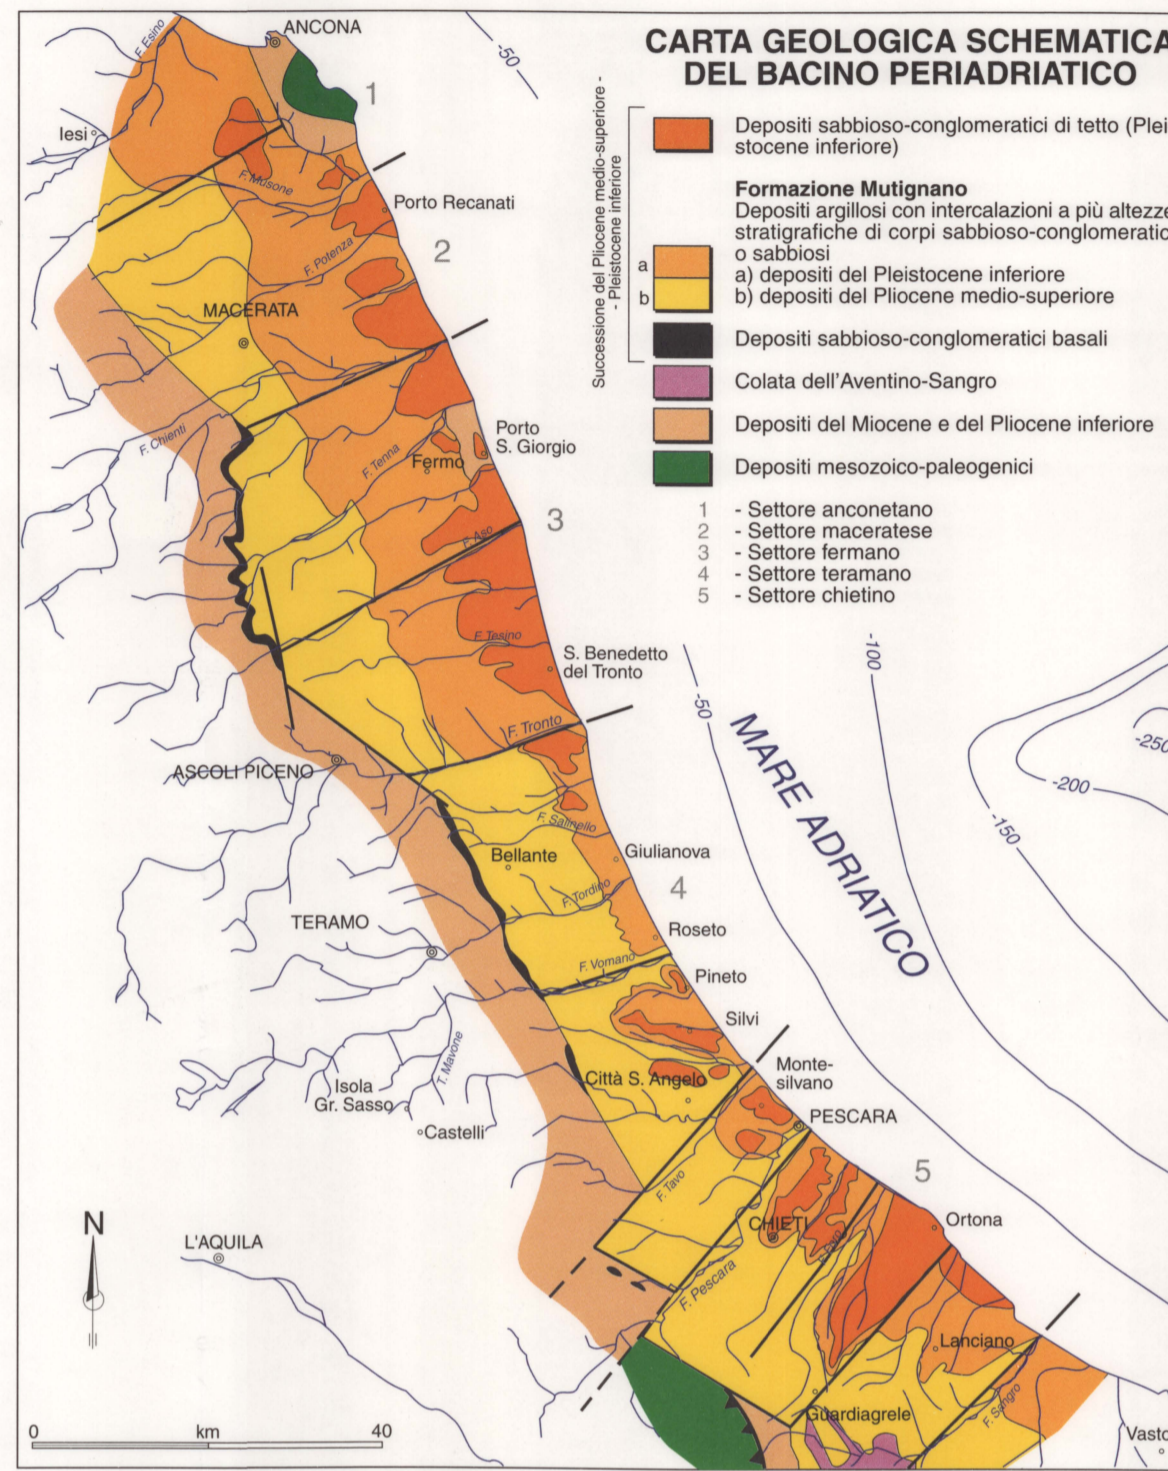 CARTA GEOLOGICA SCHEMATICA
DEL BACINO PERIADRIATICO
Successione del Pliocene medio-superiore -
- Pleistocene inferiore
Depositi sabbioso-conglomeratici di tetto (Plei-
stocene inferiore)
Formazione Mutignano
Depositi argillosi con intercalazioni a più altezze
stratigrafiche di corpi sabbioso-conglomeratic
o sabbiosi
a
a) depositi del Pleistocene inferiore
b
b) depositi del Pliocene medio-superiore
Depositi sabbioso-conglomeratici basali
Colata dell'Aventino-Sangro
Depositi del Miocene e del Pliocene inferiore
Depositi mesozoico-paleogenici
1 - Settore anconetano
2 - Settore maceratese
3 - Settore fermano
4 - Settore teramano
5 - Settore chietino
ANCONA
F. Esino
-50
1
Iesi
F. Musone
Porto Recanati
2
F. Potenza
MACERATA
F. Chienti
Porto
S. Giorgio
F. Tenna
Fermo
3
F. Aso
F. Tesino
S. Benedetto
del Tronto
-100
-50
F. Tronto
MARE ADRIATICO
-250
-200
-150
ASCOLI PICENO
F. Salinello
Bellante
Giulianova
4
F. Tordino
TERAMO
Roseto
F. Vomano
Pineto
Silvi
T. Mavone
Isola
Gr. Sasso
Castelli
Città S. Angelo
Monte-
silvano
PESCARA
5
F. Tavo
CHIETI
Ortona
N
L'AQUILA
F. Pescara
F. Foro
Lanciano
Guardiagrele
F. Sangro
Vasto
0 km 40